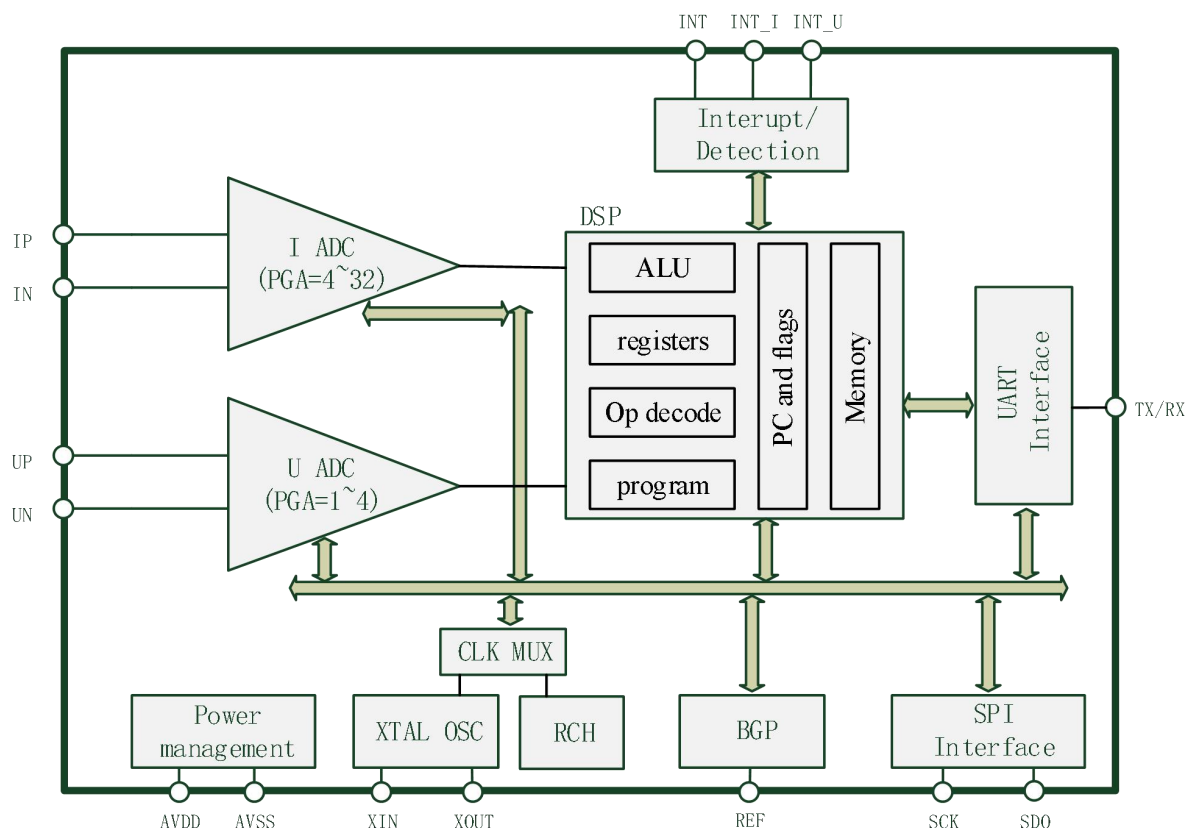 INT INT_I INT_U
Interupt/
Detection
DSP
IP
IN
I ADC
(PGA=4~32)
ALU
registers
Op decode
program
PC and flags
Memory
UART
Interface
TX/RX
UP
UN
U ADC
(PGA=1~4)
CLK MUX
Power
management
XTAL OSC
RCH
BGP
SPI
Interface
AVDD AVSS XIN XOUT REF SCK SDO